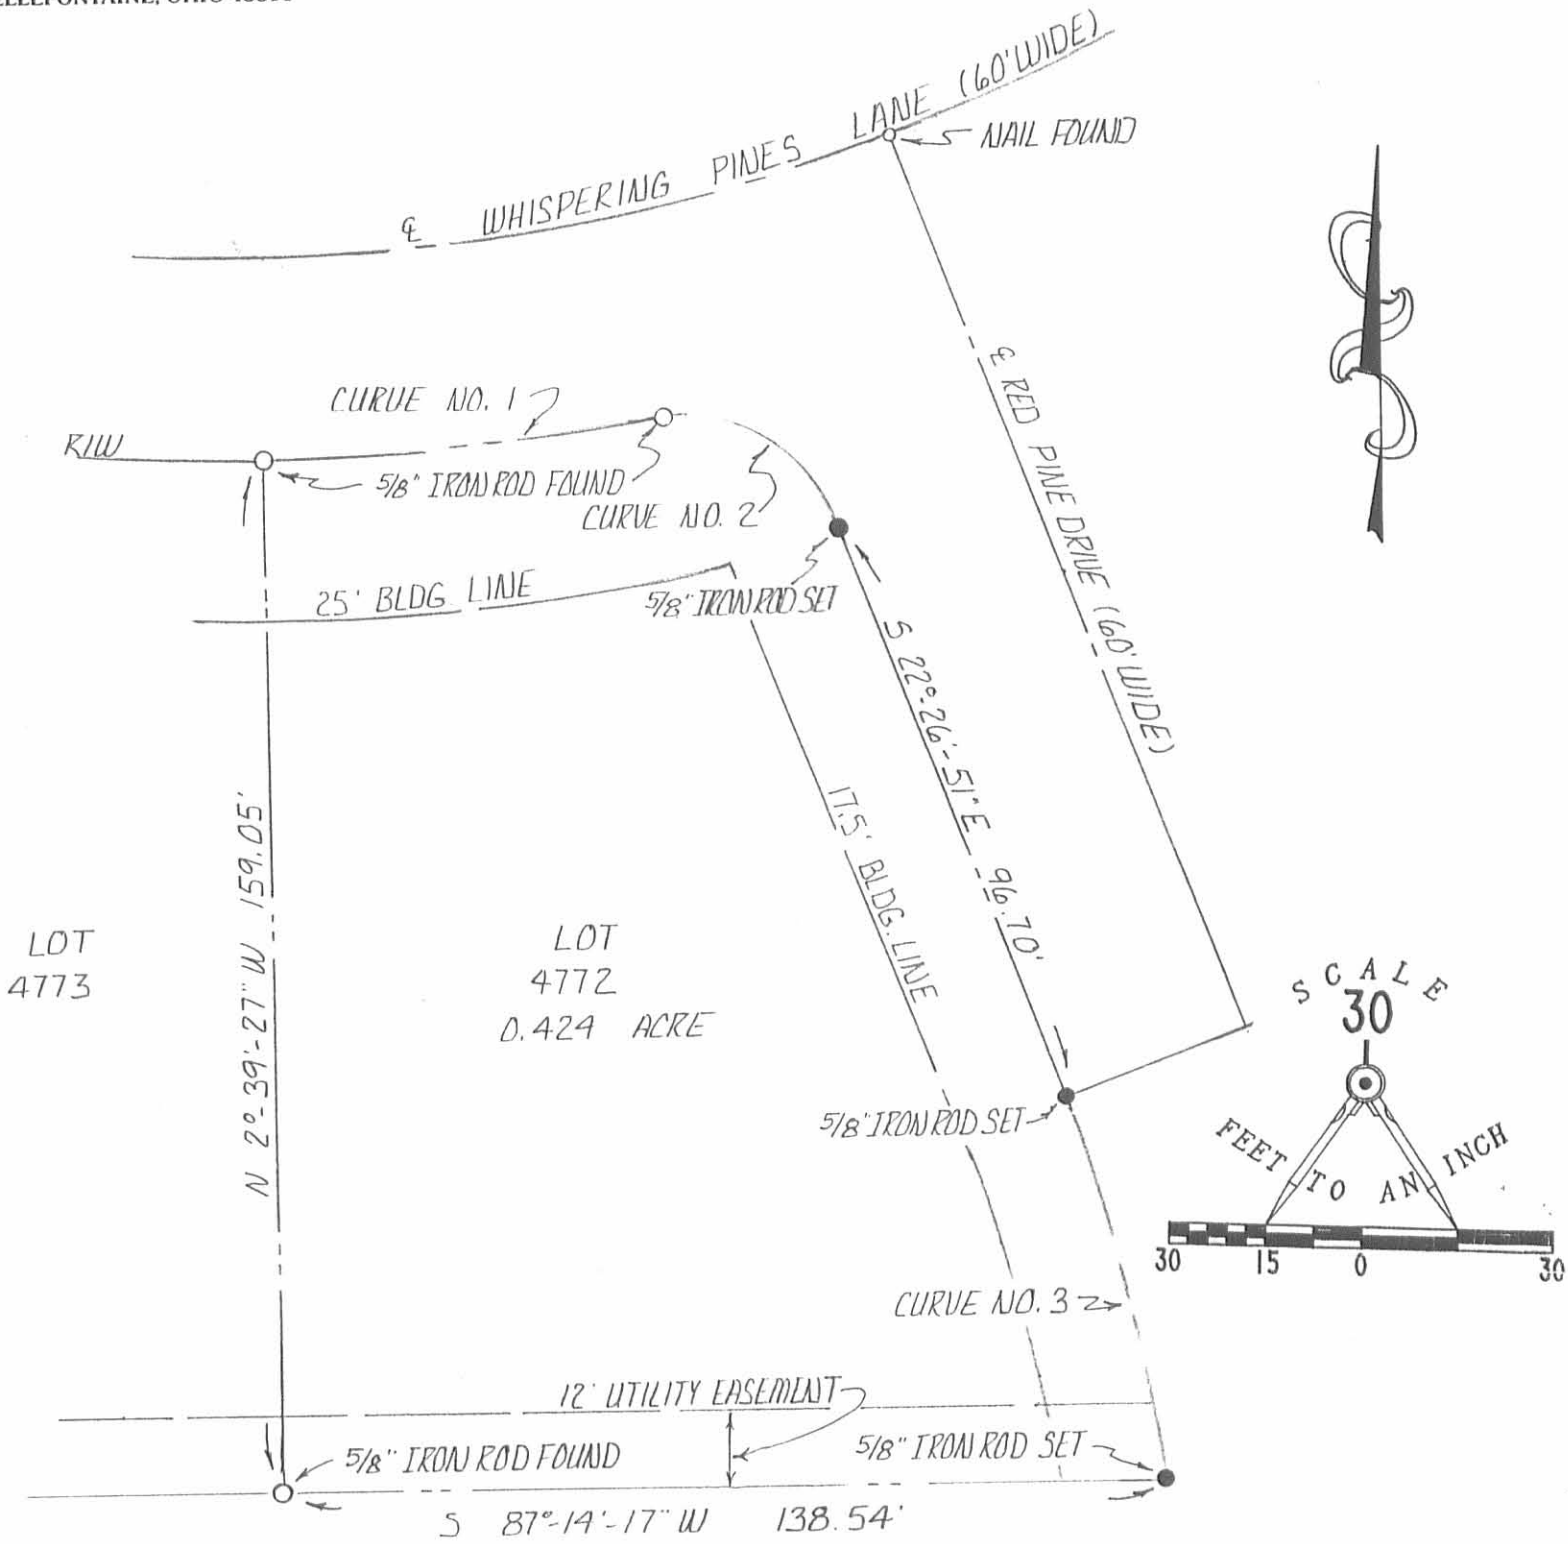 ℄ WHISPERING PINES LANE (60' WIDE)
NAIL FOUND
℄ RED PINE DRIVE (60' WIDE)
CURVE NO. 1
R/W
5/8" IRON ROD FOUND
CURVE NO. 2
25' BLDG. LINE
5/8" IRON ROD SET
S 22°-26'-51" E 96.70'
17.5' BLDG. LINE
N 2°-39'-27" W 159.05'
LOT
4773
LOT
4772
0.424 ACRE
5/8" IRON ROD SET
SCALE
30
FEET TO AN INCH
30 15 0 30
CURVE NO. 3
12' UTILITY EASEMENT
5/8" IRON ROD FOUND
5/8" IRON ROD SET
S 87°-14'-17" W 138.54'